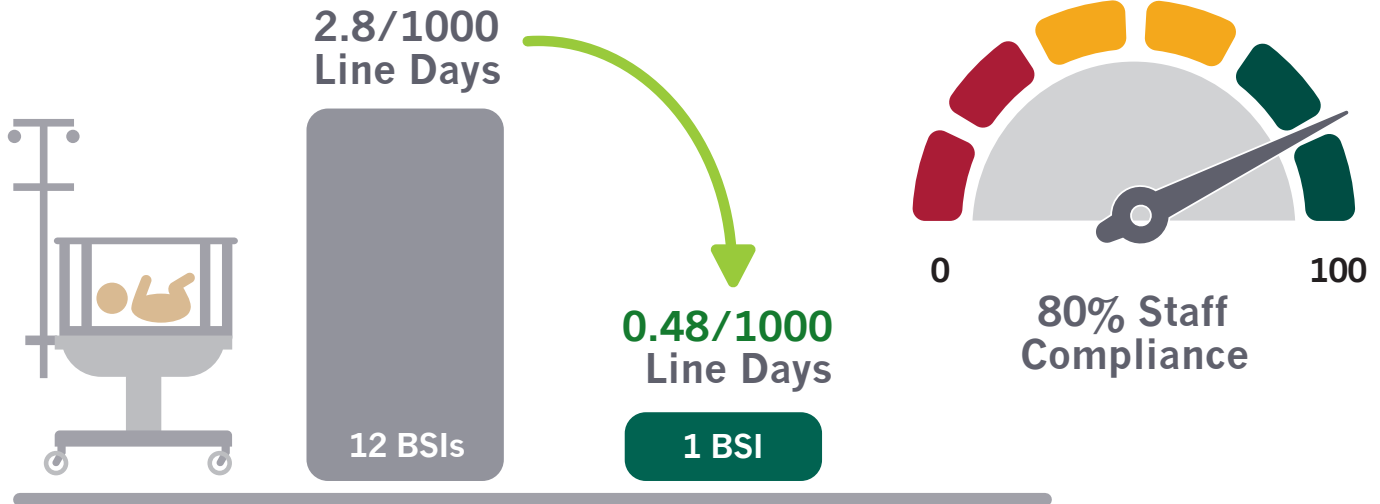 2.8/1000
Line Days
12 BSIs
0.48/1000
Line Days
1 BSI
0
100
80% Staff
Compliance